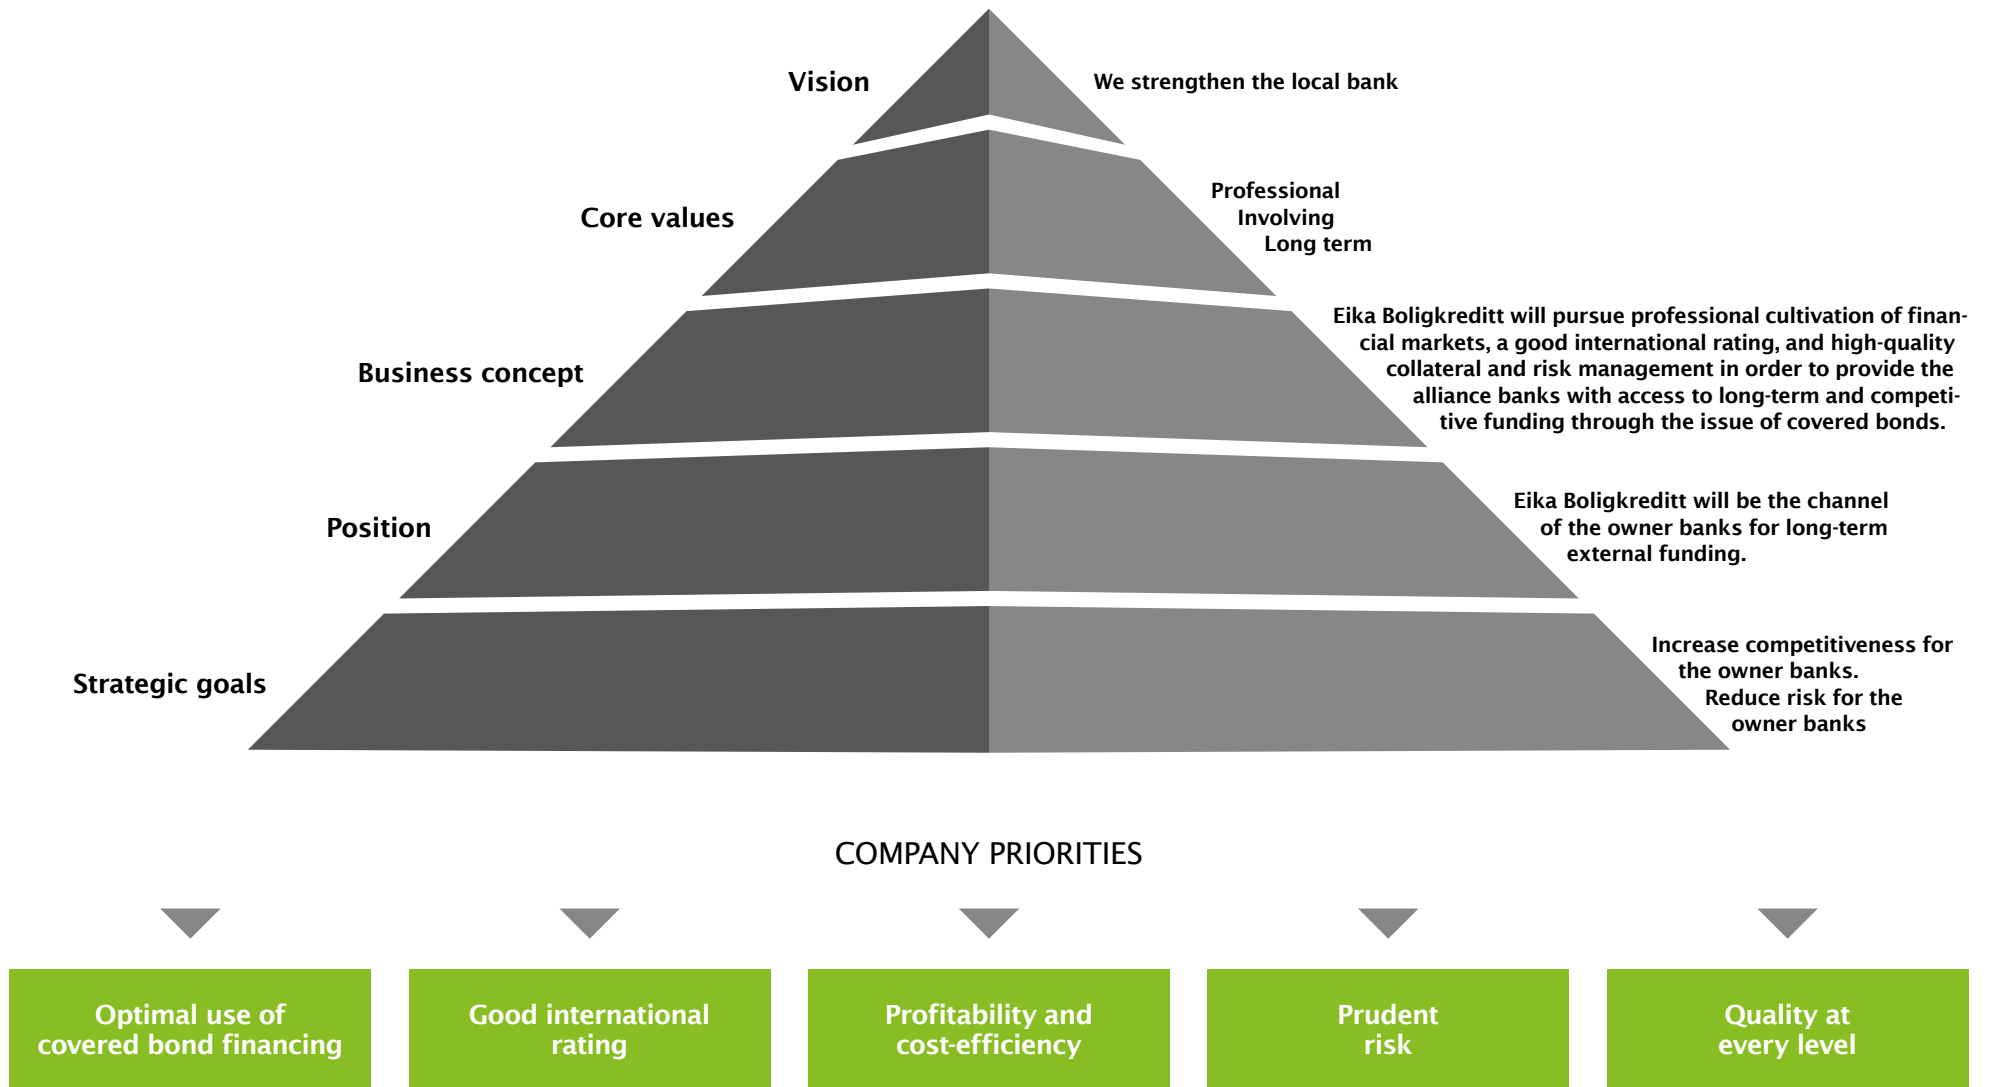 Vision
We strengthen the local bank
Core values
Professional
Involving
Long term
Business concept
Eika Boligkreditt will pursue professional cultivation of finan-
cial markets, a good international rating, and high-quality
collateral and risk management in order to provide the
alliance banks with access to long-term and competi-
tive funding through the issue of covered bonds.
Position
Eika Boligkreditt will be the channel
of the owner banks for long-term
external funding.
Strategic goals
Increase competitiveness for
the owner banks.
Reduce risk for the
owner banks
COMPANY PRIORITIES
Optimal use of
covered bond financing
Good international
rating
Profitability and
cost-efficiency
Prudent
risk
Quality at
every level